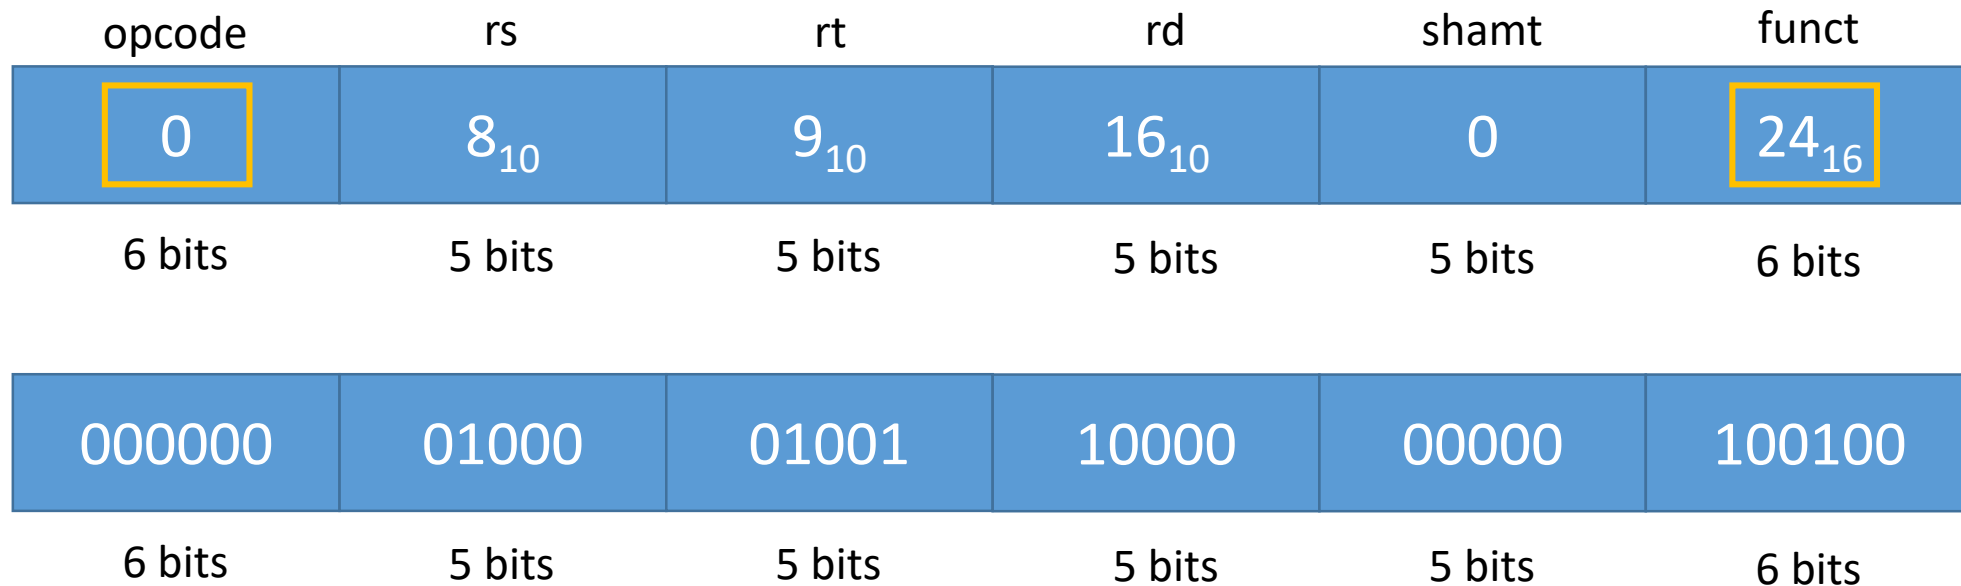 opcode rs rt rd shamt funct
0 8₁₀ 9₁₀ 16₁₀ 0 24₁₆
6 bits 5 bits 5 bits 5 bits 5 bits 6 bits
000000 01000 01001 10000 00000 100100
6 bits 5 bits 5 bits 5 bits 5 bits 6 bits